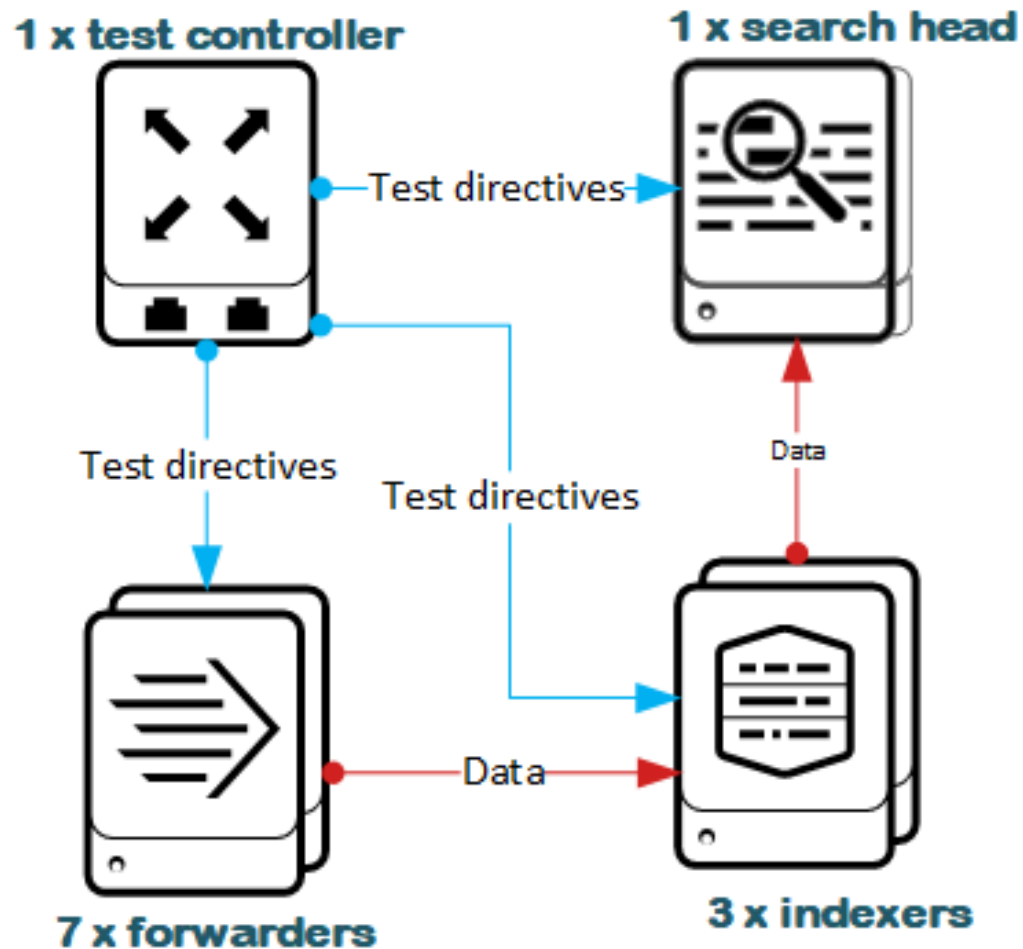 1 x test controller
1 x search head
Test directives
Test directives
Test directives
Data
Data
7 x forwarders
3 x indexers